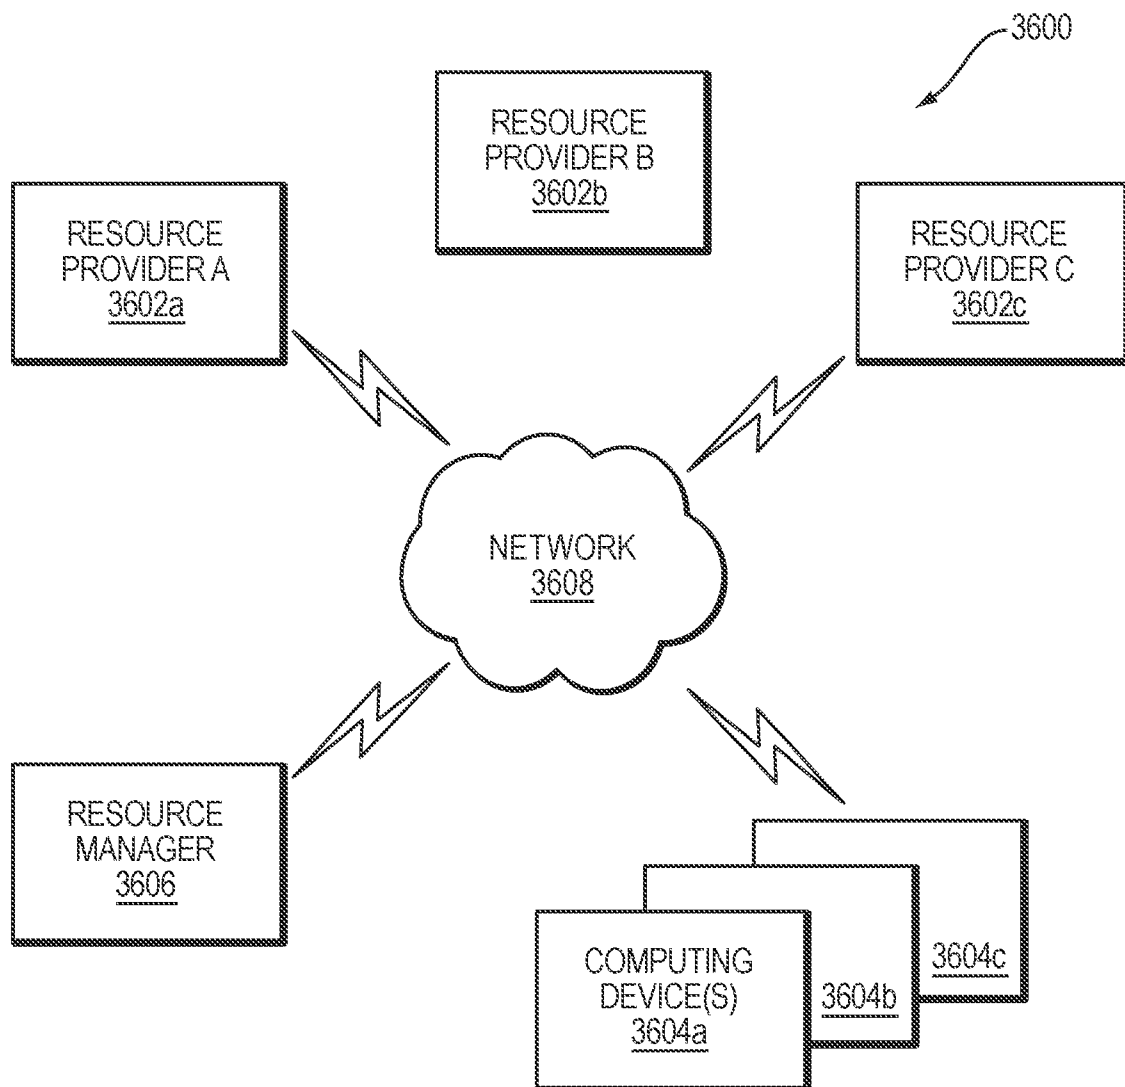 3600
RESOURCE
PROVIDER B
3602b
RESOURCE
PROVIDER A
3602a
RESOURCE
PROVIDER C
3602c
NETWORK
3608
RESOURCE
MANAGER
3606
COMPUTING
DEVICE(S)
3604a
3604b
3604c